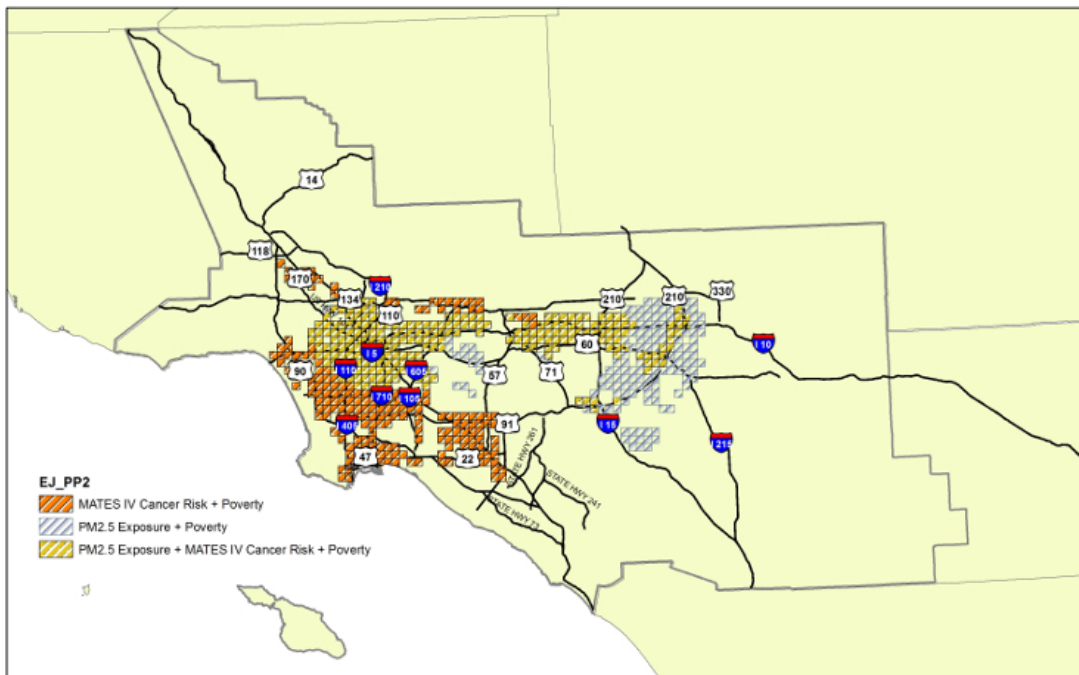 14
118
170
I 210
134
110
210
210
330
I 10
I 5
60
90
I 110
I 605
57
71
I 710
I 105
I 405
91
I 15
I 215
47
22
STATE HWY 261
STATE HWY 241
STATE HWY 73
EJ_PP2
MATES IV Cancer Risk + Poverty
PM2.5 Exposure + Poverty
PM2.5 Exposure + MATES IV Cancer Risk + Poverty